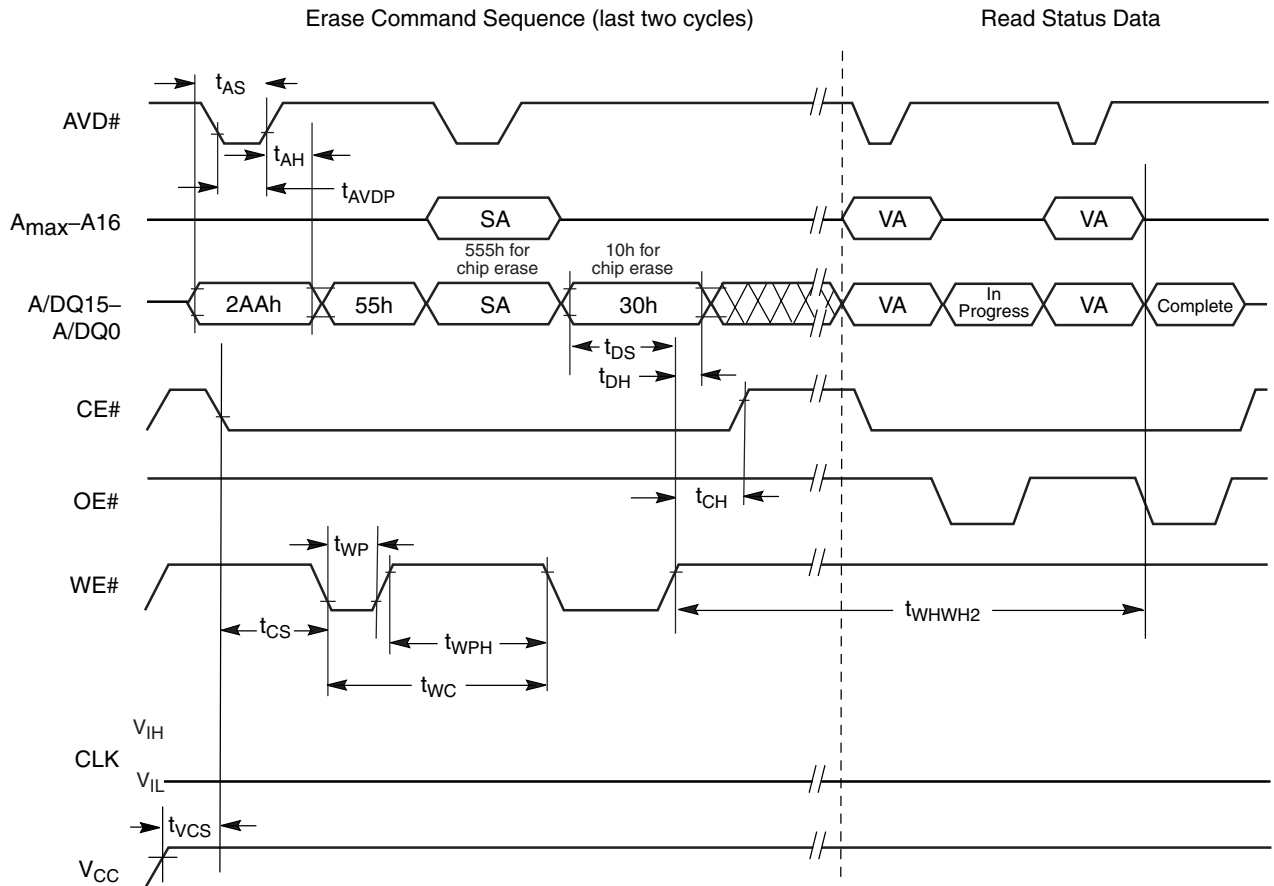 Erase Command Sequence (last two cycles)
Read Status Data
tAS
AVD#
tAH
tAVDP
Amax–A16
SA
VA
VA
555h for
chip erase
10h for
chip erase
A/DQ15–
A/DQ0
2AAh
55h
SA
30h
VA
In
Progress
VA
Complete
tDS
tDH
CE#
OE#
tCH
tWP
WE#
tWHWH2
tCS
tWPH
tWC
VIH
CLK
VIL
tVCS
VCC